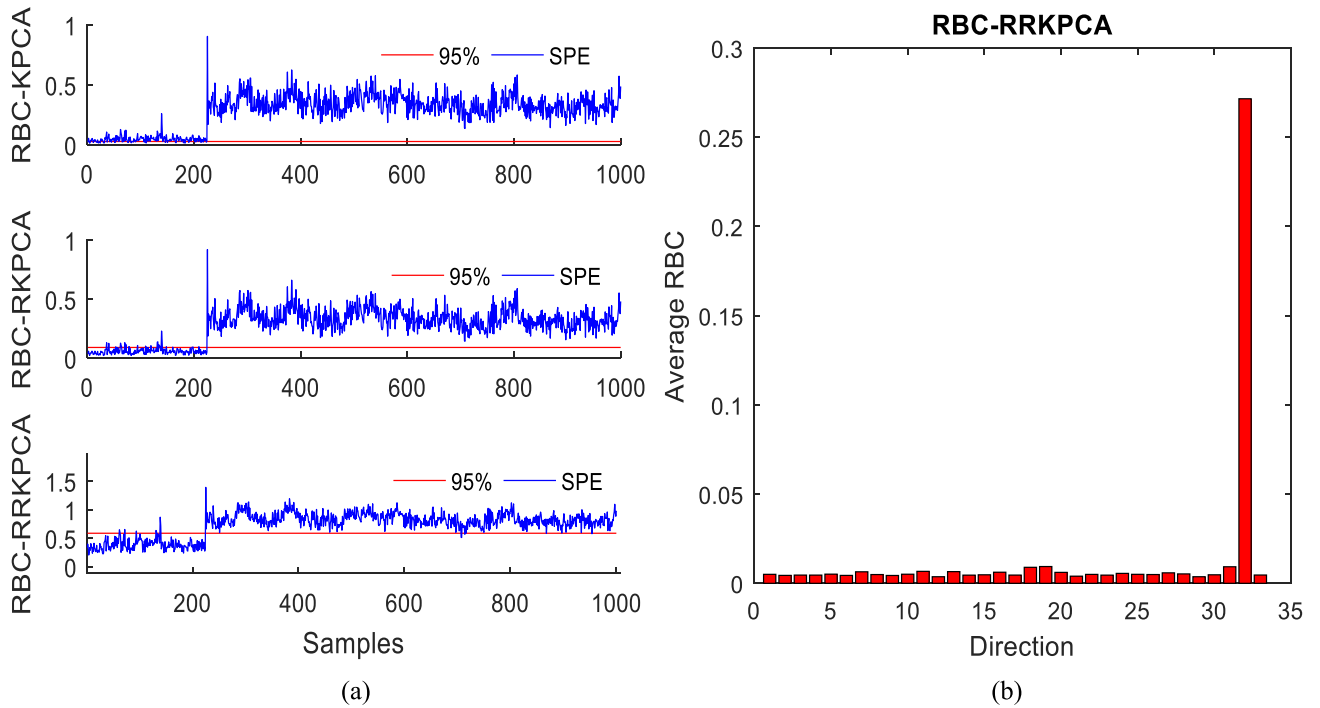 RBC-KPCA
1
0.5
0
95%
SPE
0 200 400 600 800 1000
RBC-RKPCA
1
0.5
0
95%
SPE
0 200 400 600 800 1000
RBC-RRKPCA
1.5
1
0.5
0
95%
SPE
200 400 600 800 1000
Samples
(a)
RBC-RRKPCA
Average RBC
0.3
0.25
0.2
0.15
0.1
0.05
0
0 5 10 15 20 25 30 35
Direction
(b)